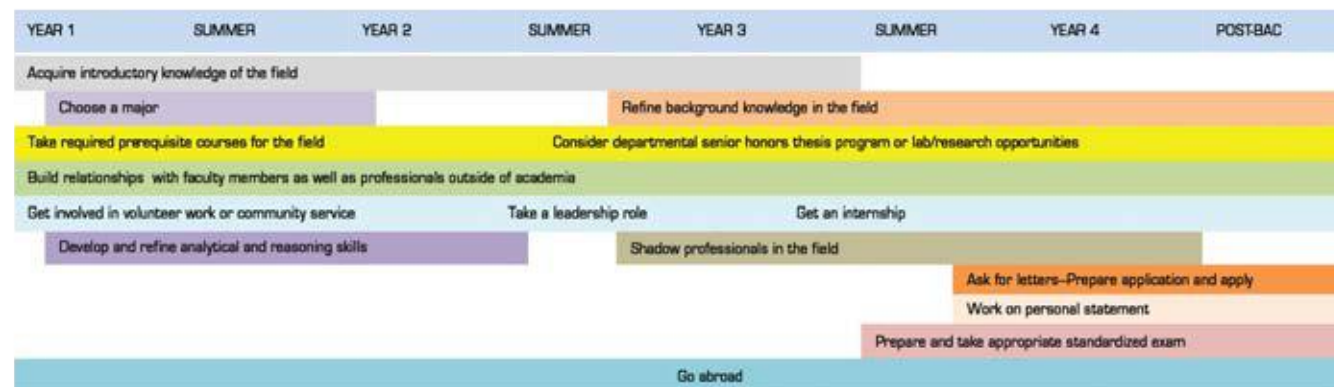 YEAR 1 SUMMER YEAR 2 SUMMER YEAR 3 SUMMER YEAR 4 POST-BAC
Acquire introductory knowledge of the field
Choose a major Refine background knowledge in the field
Take required prerequisite courses for the field Consider departmental senior honors thesis program or lab/research opportunities
Build relationships with faculty members as well as professionals outside of academia
Get involved in volunteer work or community service Take a leadership role Get an internship
Develop and refine analytical and reasoning skills Shadow professionals in the field
Ask for letters–Prepare application and apply
Work on personal statement
Prepare and take appropriate standardized exam
Go abroad